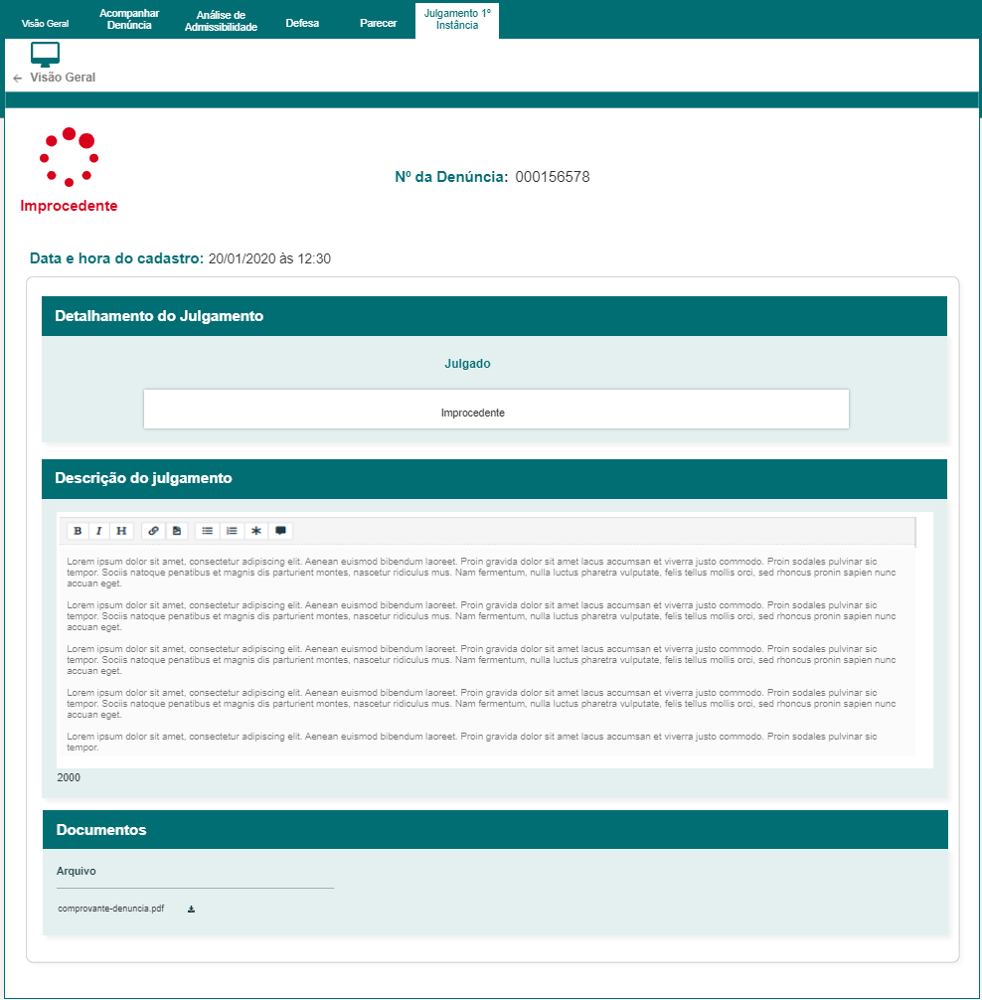 Visão Geral
Acompanhar
Denúncia
Análise de
Admissibilidade
Defesa
Parecer
Julgamento 1º
Instância
← Visão Geral
Improcedente
Nº da Denúncia: 000156578
Data e hora do cadastro: 20/01/2020 às 12:30
Detalhamento do Julgamento
Julgado
Improcedente
Descrição do julgamento
B I H
Lorem ipsum dolor sit amet, consectetur adipiscing elit. Aenean euismod bibendum laoreet. Proin gravida dolor sit amet lacus accumsan et viverra justo commodo. Proin sodales pulvinar sic
tempor. Sociis natoque penatibus et magnis dis parturient montes, nascetur ridiculus mus. Nam fermentum, nulla luctus pharetra vulputate, felis tellus mollis orci, sed rhoncus pronin sapien nunc
accuan eget.
Lorem ipsum dolor sit amet, consectetur adipiscing elit. Aenean euismod bibendum laoreet. Proin gravida dolor sit amet lacus accumsan et viverra justo commodo. Proin sodales pulvinar sic
tempor. Sociis natoque penatibus et magnis dis parturient montes, nascetur ridiculus mus. Nam fermentum, nulla luctus pharetra vulputate, felis tellus mollis orci, sed rhoncus pronin sapien nunc
accuan eget.
Lorem ipsum dolor sit amet, consectetur adipiscing elit. Aenean euismod bibendum laoreet. Proin gravida dolor sit amet lacus accumsan et viverra justo commodo. Proin sodales pulvinar sic
tempor. Sociis natoque penatibus et magnis dis parturient montes, nascetur ridiculus mus. Nam fermentum, nulla luctus pharetra vulputate, felis tellus mollis orci, sed rhoncus pronin sapien nunc
accuan eget.
Lorem ipsum dolor sit amet, consectetur adipiscing elit. Aenean euismod bibendum laoreet. Proin gravida dolor sit amet lacus accumsan et viverra justo commodo. Proin sodales pulvinar sic
tempor. Sociis natoque penatibus et magnis dis parturient montes, nascetur ridiculus mus. Nam fermentum, nulla luctus pharetra vulputate, felis tellus mollis orci, sed rhoncus pronin sapien nunc
accuan eget.
Lorem ipsum dolor sit amet, consectetur adipiscing elit. Aenean euismod bibendum laoreet. Proin gravida dolor sit amet lacus accumsan et viverra justo commodo. Proin sodales pulvinar sic
tempor.
2000
Documentos
Arquivo
comprovante-denuncia.pdf